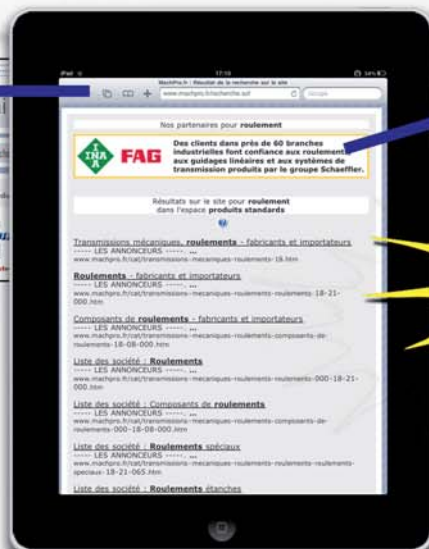 iPad
17:10
34%
MachPro.fr : Résultat de la recherche sur le site
www.machpro.fr/recherche.asf
Google
Nos partenaires pour roulement
INA
FAG
Des clients dans près de 60 branches
industrielles font confiance aux roulements,
aux guidages linéaires et aux systèmes de
transmission produits par le groupe Schaeffler.
Résultats sur le site pour roulement
dans l'espace produits standards
?
Transmissions mécaniques, roulements - fabricants et importateurs
----- LES ANNONCEURS -----. ...
www.machpro.fr/cat/transmissions-mecaniques-roulements-18.htm
Roulements - fabricants et importateurs
----- LES ANNONCEURS -----. ...
www.machpro.fr/cat/transmissions-mecaniques-roulements-roulements-18-21-
000.htm
Composants de roulements - fabricants et importateurs
----- LES ANNONCEURS -----. ...
www.machpro.fr/cat/transmissions-mecaniques-roulements-composants-de-
roulements-18-08-000.htm
Liste des société : Roulements
----- LES ANNONCEURS -----. ...
www.machpro.fr/cat/transmissions-mecaniques-roulements-roulements-000-18-21-
000.htm
Liste des société : Composants de roulements
----- LES ANNONCEURS -----. ...
www.machpro.fr/cat/transmissions-mecaniques-roulements-composants-de-
roulements-000-18-08-000.htm
Liste des société : Roulements spéciaux
----- LES ANNONCEURS -----. ...
www.machpro.fr/cat/transmissions-mecaniques-roulements-roulements-roulements-
speciaux-18-21-065.htm
Liste des société : Roulements étanches